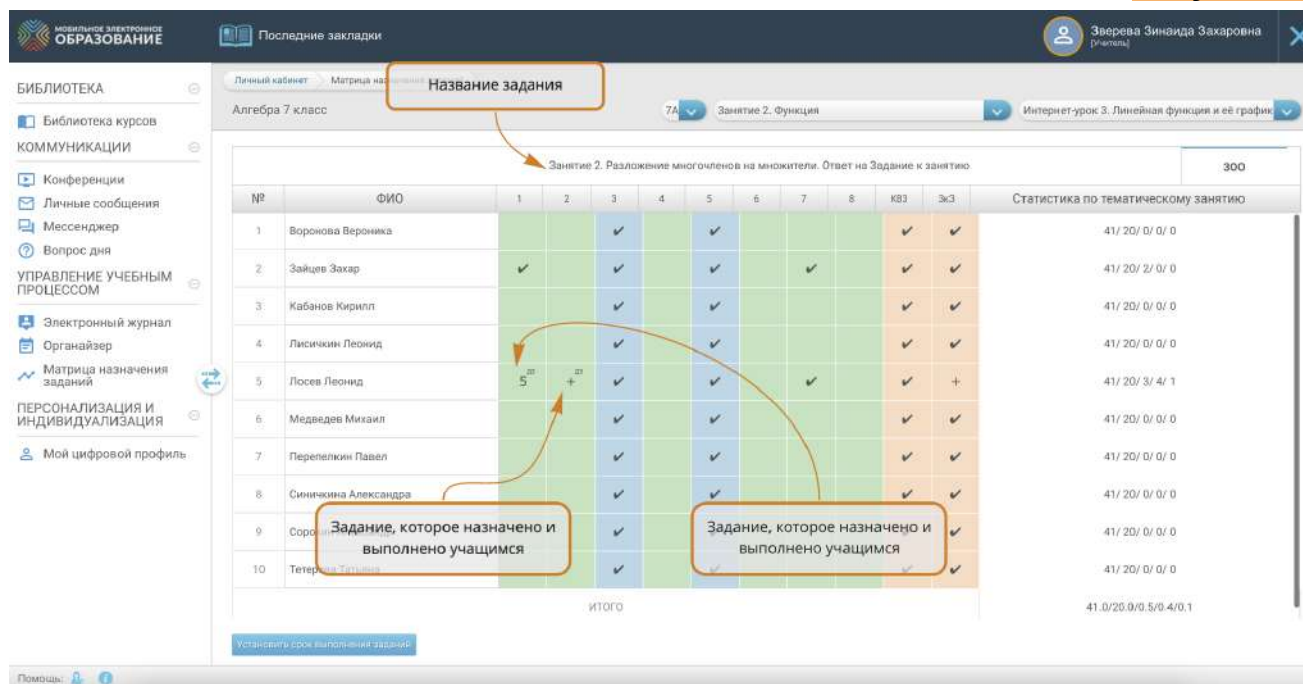 МОБИЛЬНОЕ ЭЛЕКТРОННОЕ
ОБРАЗОВАНИЕ
Последние закладки
Зверева Зинаида Захаровна
[Учитель]
БИБЛИОТЕКА
Библиотека курсов
КОММУНИКАЦИИ
Конференции
Личные сообщения
Мессенджер
Вопрос дня
УПРАВЛЕНИЕ УЧЕБНЫМ
ПРОЦЕССОМ
Электронный журнал
Органайзер
Матрица назначения
заданий
ПЕРСОНАЛИЗАЦИЯ И
ИНДИВИДУАЛИЗАЦИЯ
Мой цифровой профиль
Личный кабинет Матрица
Название задания
Алгебра 7 класс 7А Занятие 2. Функция Интернет-урок 3. Линейная функция и её график
Занятие 2. Разложение многочленов на множители. Ответ на Задание к занятию ЗОО
№ ФИО 1 2 3 4 5 6 7 8 КВЗ ЗкЗ Статистика по тематическому занятию
1 Воронова Вероника ✔ ✔ ✔ ✔ 41/ 20/ 0/ 0/ 0
2 Зайцев Захар ✔ ✔ ✔ ✔ ✔ ✔ 41/ 20/ 2/ 0/ 0
3 Кабанов Кирилл ✔ ✔ ✔ ✔ 41/ 20/ 0/ 0/ 0
4 Лисичкин Леонид ✔ ✔ ✔ ✔ 41/ 20/ 0/ 0/ 0
5 Лосев Леонид 5 ДЗ + ДЗ ✔ ✔ ✔ ✔ + 41/ 20/ 3/ 4/ 1
6 Медведев Михаил ✔ ✔ ✔ ✔ 41/ 20/ 0/ 0/ 0
7 Перепелкин Павел ✔ ✔ ✔ ✔ 41/ 20/ 0/ 0/ 0
8 Синичкина Александра ✔ ✔ ✔ ✔ 41/ 20/ 0/ 0/ 0
9 ✔ ✔ 41/ 20/ 0/ 0/ 0
10 Татьяна ✔ ✔ ✔ ✔ 41/ 20/ 0/ 0/ 0
Задание, которое назначено и
выполнено учащимся
Задание, которое назначено и
выполнено учащимся
ИТОГО 41.0/20.0/0.5/0.4/0.1
Установить срок выполнения заданий
Помощь: